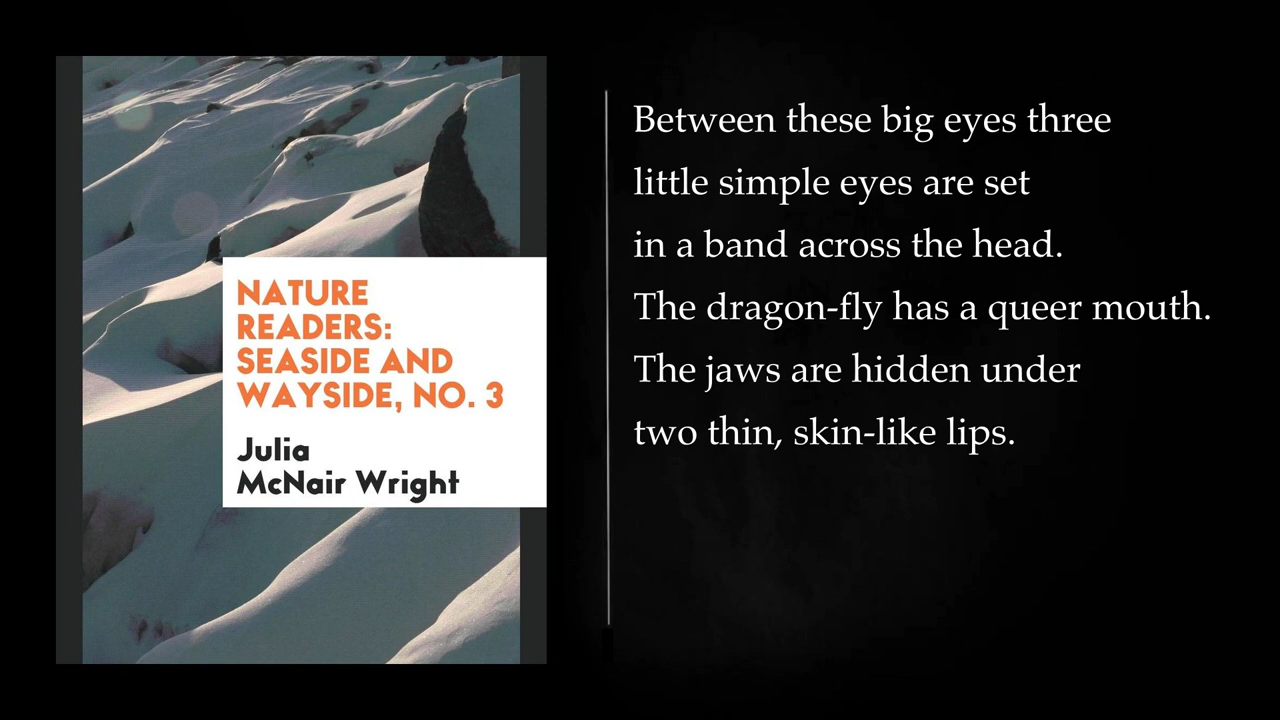 NATURE
READERS:
SEASIDE AND
WAYSIDE, NO. 3
Julia
McNair Wright
Between these big eyes three
little simple eyes are set
in a band across the head.
The dragon-fly has a queer mouth.
The jaws are hidden under
two thin, skin-like lips.